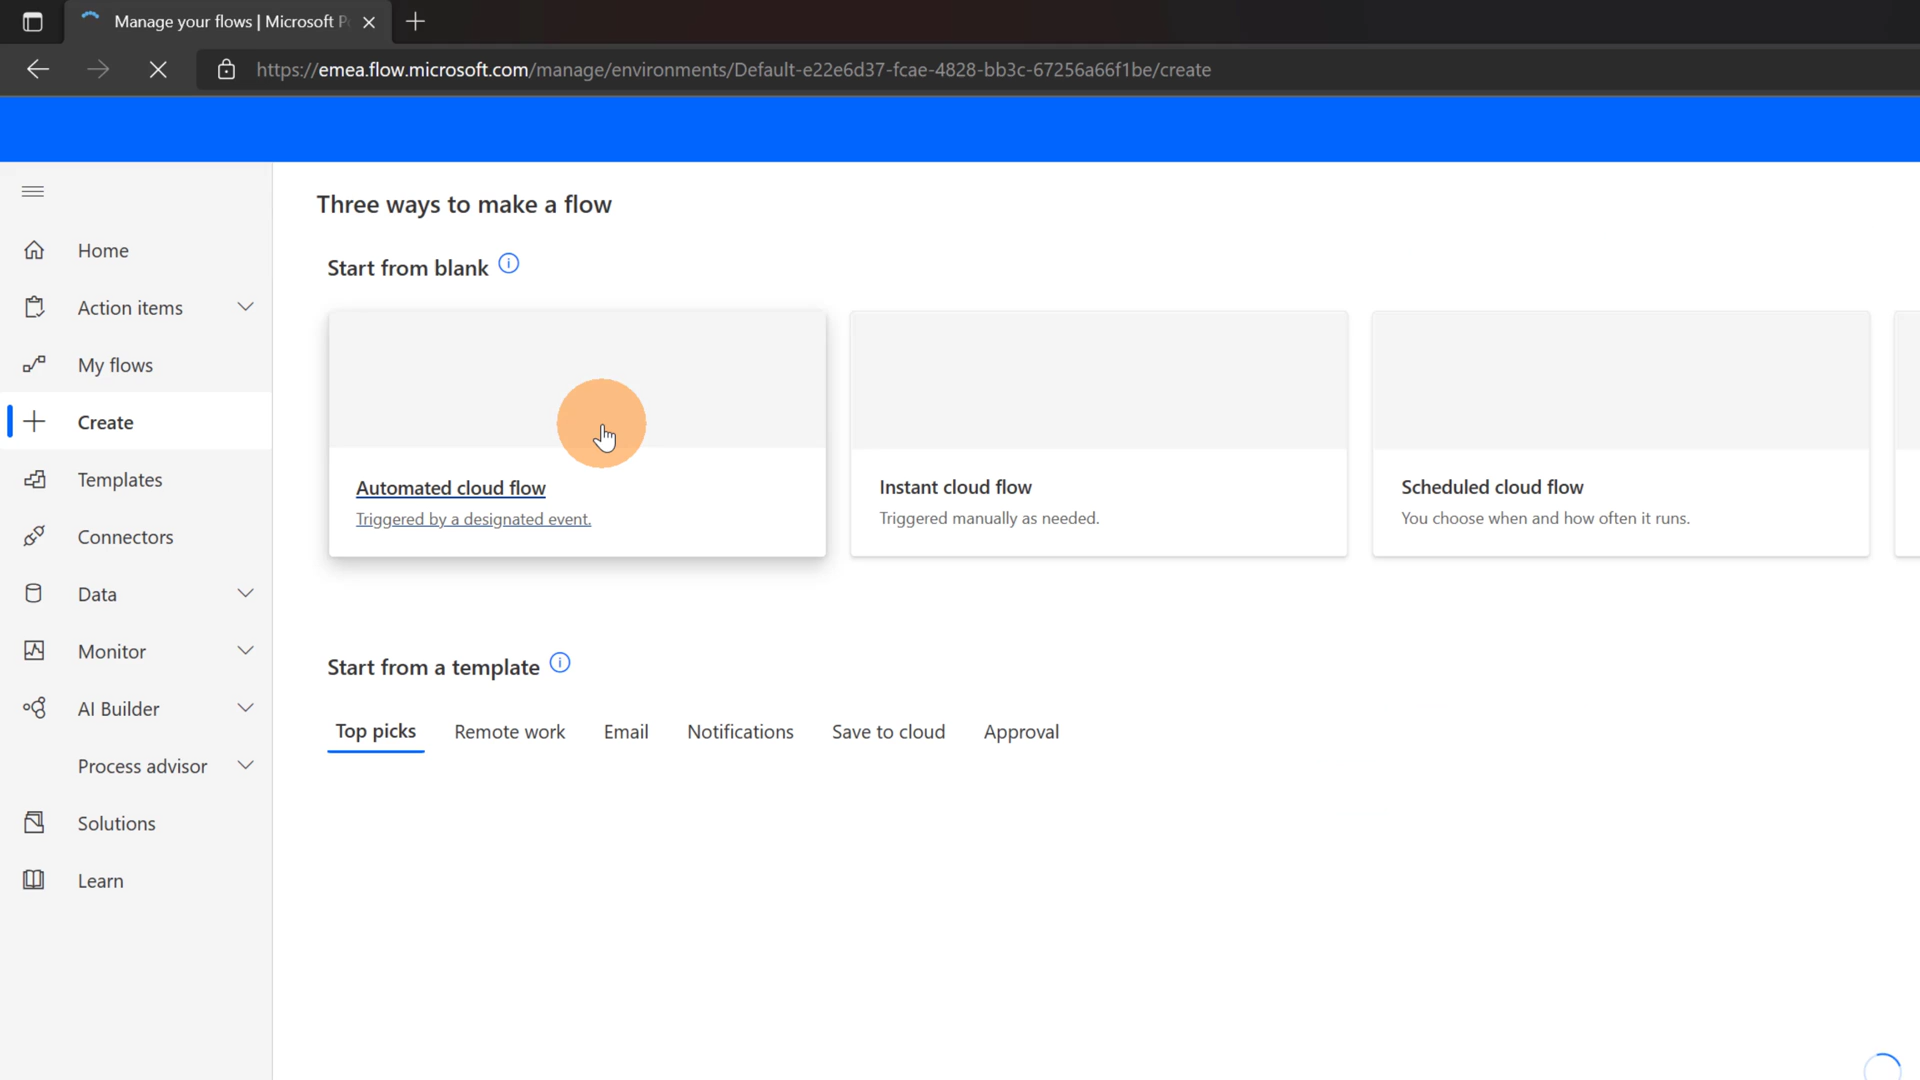 Manage your flows | Microsoft P
https://emea.flow.microsoft.com/manage/environments/Default-e22e6d37-fcae-4828-bb3c-67256a66f1be/create
Three ways to make a flow
Home
Start from blank
Action items
My flows
Create
Automated cloud flow
Triggered by a designated event.
Instant cloud flow
Triggered manually as needed.
Scheduled cloud flow
You choose when and how often it runs.
Templates
Connectors
Data
Monitor
AI Builder
Process advisor
Solutions
Learn
Start from a template
Top picks
Remote work
Email
Notifications
Save to cloud
Approval